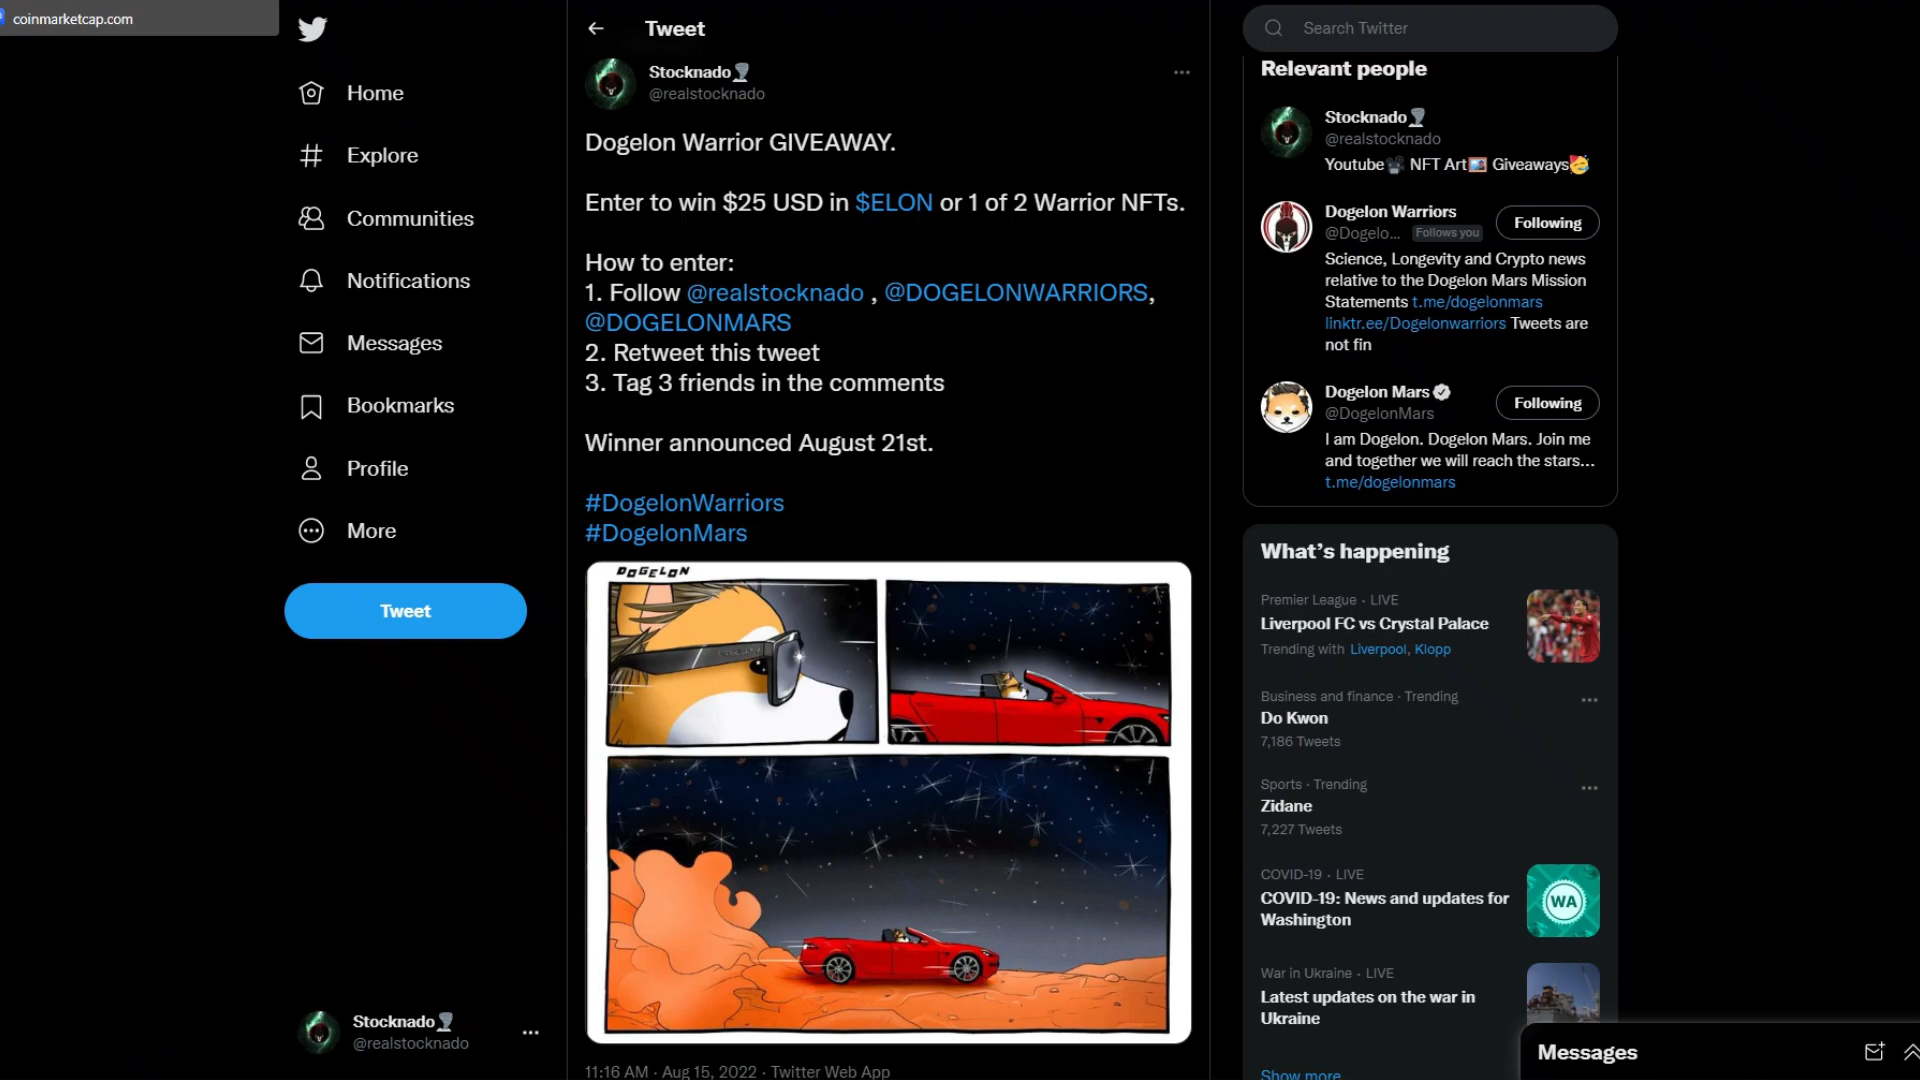 coinmarketcap.com
Home
Explore
Communities
Notifications
Messages
Bookmarks
Profile
More
Tweet
Stocknado
@realstocknado
Tweet
Stocknado
@realstocknado
Dogelon Warrior GIVEAWAY.
Enter to win $25 USD in $ELON or 1 of 2 Warrior NFTs.
How to enter:
1. Follow @realstocknado , @DOGELONWARRIORS,
@DOGELONMARS
2. Retweet this tweet
3. Tag 3 friends in the comments
Winner announced August 21st.
#DogelonWarriors
#DogelonMars
DOGELON
11:16 AM · Aug 15, 2022 · Twitter Web App
Search Twitter
Relevant people
Stocknado
@realstocknado
Youtube NFT Art Giveaways
Dogelon Warriors
@Dogelo... Follows you
Following
Science, Longevity and Crypto news
relative to the Dogelon Mars Mission
Statements t.me/dogelonmars
linktr.ee/Dogelonwarriors Tweets are
not fin
Dogelon Mars
@DogelonMars
Following
I am Dogelon. Dogelon Mars. Join me
and together we will reach the stars...
t.me/dogelonmars
What's happening
Premier League · LIVE
Liverpool FC vs Crystal Palace
Trending with Liverpool, Klopp
Business and finance · Trending
Do Kwon
7,186 Tweets
Sports · Trending
Zidane
7,227 Tweets
COVID-19 · LIVE
COVID-19: News and updates for
Washington
WA
War in Ukraine · LIVE
Latest updates on the war in
Ukraine
Show more
Messages